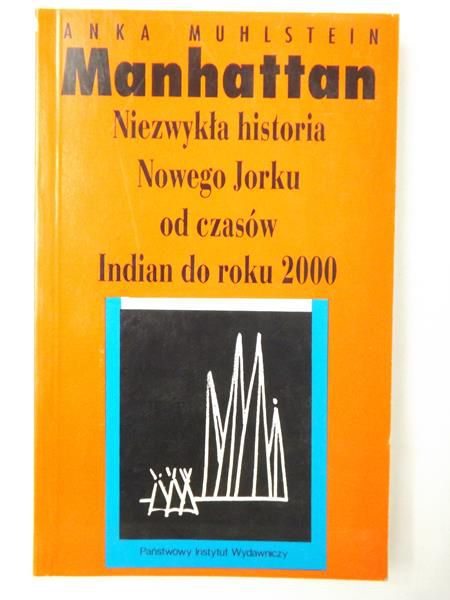 ANKA MUHLSTEIN
Manhattan
Niezwykła historia
Nowego Jorku
od czasów
Indian do roku 2000
Państwowy Instytut Wydawniczy